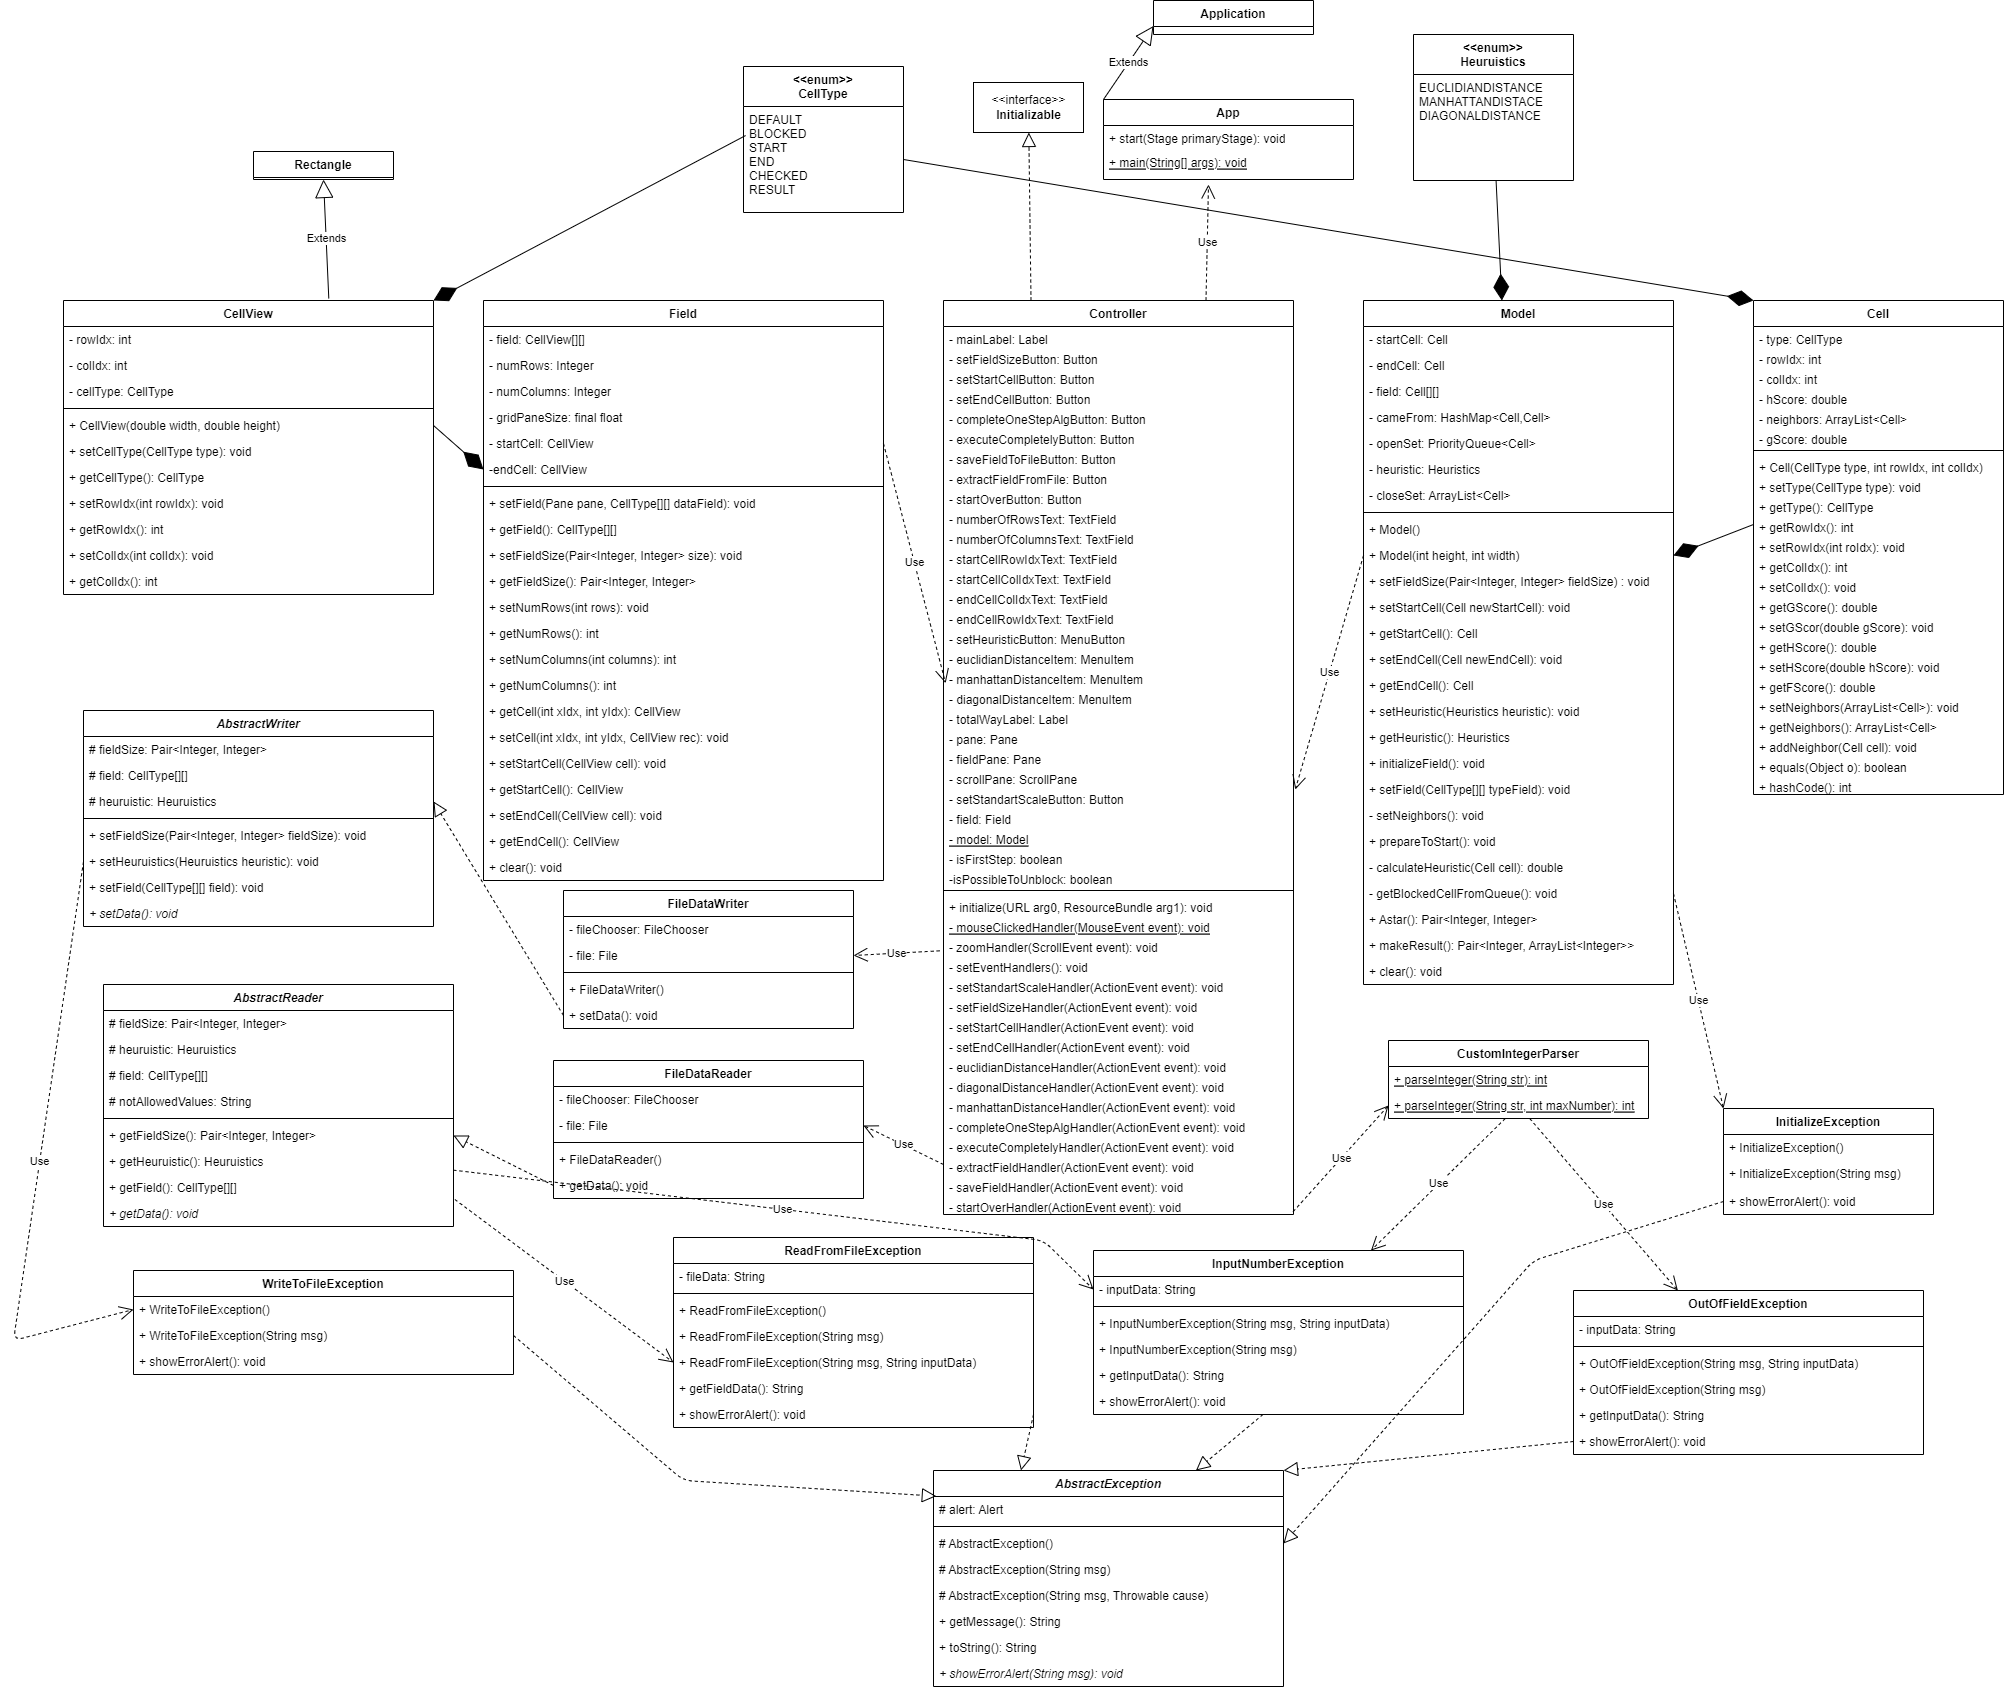 Application
Extends
<<enum>>
Heuruistics
EUCLIDIANDISTANCE
MANHATTANDISTACE
DIAGONALDISTANCE
<<enum>>
CellType
DEFAULT
BLOCKED
START
END
CHECKED
RESULT
<<interface>>
Initializable
App
+ start(Stage primaryStage): void
+ main(String[] args): void
Rectangle
Extends
Use
CellView
- rowIdx: int
- colIdx: int
- cellType: CellType
+ CellView(double width, double height)
+ setCellType(CellType type): void
+ getCellType(): CellType
+ setRowIdx(int rowIdx): void
+ getRowIdx(): int
+ setColIdx(int colIdx): void
+ getColIdx(): int
Field
- field: CellView[][]
- numRows: Integer
- numColumns: Integer
- gridPaneSize: final float
- startCell: CellView
-endCell: CellView
+ setField(Pane pane, CellType[][] dataField): void
+ getField(): CellType[][]
+ setFieldSize(Pair<Integer, Integer> size): void
+ getFieldSize(): Pair<Integer, Integer>
+ setNumRows(int rows): void
+ getNumRows(): int
+ setNumColumns(int columns): int
+ getNumColumns(): int
+ getCell(int xIdx, int yIdx): CellView
+ setCell(int xIdx, int yIdx, CellView rec): void
+ setStartCell(CellView cell): void
+ getStartCell(): CellView
+ setEndCell(CellView cell): void
+ getEndCell(): CellView
+ clear(): void
Use
Controller
- mainLabel: Label
- setFieldSizeButton: Button
- setStartCellButton: Button
- setEndCellButton: Button
- completeOneStepAlgButton: Button
- executeCompletelyButton: Button
- saveFieldToFileButton: Button
- extractFieldFromFile: Button
- startOverButton: Button
- numberOfRowsText: TextField
- numberOfColumnsText: TextField
- startCellRowIdxText: TextField
- startCellColIdxText: TextField
- endCellColIdxText: TextField
- endCellRowIdxText: TextField
- setHeuristicButton: MenuButton
- euclidianDistanceItem: MenuItem
- manhattanDistanceItem: MenuItem
- diagonalDistanceItem: MenuItem
- totalWayLabel: Label
- pane: Pane
- fieldPane: Pane
- scrollPane: ScrollPane
- setStandartScaleButton: Button
- field: Field
- model: Model
- isFirstStep: boolean
-isPossibleToUnblock: boolean
+ initialize(URL arg0, ResourceBundle arg1): void
- mouseClickedHandler(MouseEvent event): void
- zoomHandler(ScrollEvent event): void
- setEventHandlers(): void
- setStandartScaleHandler(ActionEvent event): void
- setFieldSizeHandler(ActionEvent event): void
- setStartCellHandler(ActionEvent event): void
- setEndCellHandler(ActionEvent event): void
- euclidianDistanceHandler(ActionEvent event): void
- diagonalDistanceHandler(ActionEvent event): void
- manhattanDistanceHandler(ActionEvent event): void
- completeOneStepAlgHandler(ActionEvent event): void
- executeCompletelyHandler(ActionEvent event): void
- extractFieldHandler(ActionEvent event): void
- saveFieldHandler(ActionEvent event): void
- startOverHandler(ActionEvent event): void
Use
Model
- startCell: Cell
- endCell: Cell
- field: Cell[][]
- cameFrom: HashMap<Cell,Cell>
- openSet: PriorityQueue<Cell>
- heuristic: Heuristics
- closeSet: ArrayList<Cell>
+ Model()
+ Model(int height, int width)
+ setFieldSize(Pair<Integer, Integer> fieldSize) : void
+ setStartCell(Cell newStartCell): void
+ getStartCell(): Cell
+ setEndCell(Cell newEndCell): void
+ getEndCell(): Cell
+ setHeuristic(Heuristics heuristic): void
+ getHeuristic(): Heuristics
+ initializeField(): void
+ setField(CellType[][] typeField): void
- setNeighbors(): void
+ prepareToStart(): void
- calculateHeuristic(Cell cell): double
- getBlockedCellFromQueue(): void
+ Astar(): Pair<Integer, Integer>
+ makeResult(): Pair<Integer, ArrayList<Integer>>
+ clear(): void
Cell
- type: CellType
- rowIdx: int
- colIdx: int
- hScore: double
- neighbors: ArrayList<Cell>
- gScore: double
+ Cell(CellType type, int rowIdx, int colIdx)
+ setType(CellType type): void
+ getType(): CellType
+ getRowIdx(): int
+ setRowIdx(int roIdx): void
+ getColIdx(): int
+ setColIdx(): void
+ getGScore(): double
+ setGScor(double gScore): void
+ getHScore(): double
+ setHScore(double hScore): void
+ getFScore(): double
+ setNeighbors(ArrayList<Cell>): void
+ getNeighbors(): ArrayList<Cell>
+ addNeighbor(Cell cell): void
+ equals(Object o): boolean
+ hashCode(): int
AbstractWriter
# fieldSize: Pair<Integer, Integer>
# field: CellType[][]
# heuruistic: Heuruistics
+ setFieldSize(Pair<Integer, Integer> fieldSize): void
+ setHeuruistics(Heuruistics heuristic): void
+ setField(CellType[][] field): void
+ setData(): void
FileDataWriter
- fileChooser: FileChooser
- file: File
+ FileDataWriter()
+ setData(): void
Use
AbstractReader
# fieldSize: Pair<Integer, Integer>
# heuruistic: Heuruistics
# field: CellType[][]
# notAllowedValues: String
+ getFieldSize(): Pair<Integer, Integer>
+ getHeuruistic(): Heuruistics
+ getField(): CellType[][]
+ getData(): void
Use
FileDataReader
- fileChooser: FileChooser
- file: File
+ FileDataReader()
+ getData(): void
Use
Use
Use
CustomIntegerParser
+ parseInteger(String str): int
+ parseInteger(String str, int maxNumber): int
Use
Use
Use
Use
InitializeException
+ InitializeException()
+ InitializeException(String msg)
+ showErrorAlert(): void
WriteToFileException
+ WriteToFileException()
+ WriteToFileException(String msg)
+ showErrorAlert(): void
Use
ReadFromFileException
- fileData: String
+ ReadFromFileException()
+ ReadFromFileException(String msg)
+ ReadFromFileException(String msg, String inputData)
+ getFieldData(): String
+ showErrorAlert(): void
InputNumberException
- inputData: String
+ InputNumberException(String msg, String inputData)
+ InputNumberException(String msg)
+ getInputData(): String
+ showErrorAlert(): void
OutOfFieldException
- inputData: String
+ OutOfFieldException(String msg, String inputData)
+ OutOfFieldException(String msg)
+ getInputData(): String
+ showErrorAlert(): void
AbstractException
# alert: Alert
# AbstractException()
# AbstractException(String msg)
# AbstractException(String msg, Throwable cause)
+ getMessage(): String
+ toString(): String
+ showErrorAlert(String msg): void